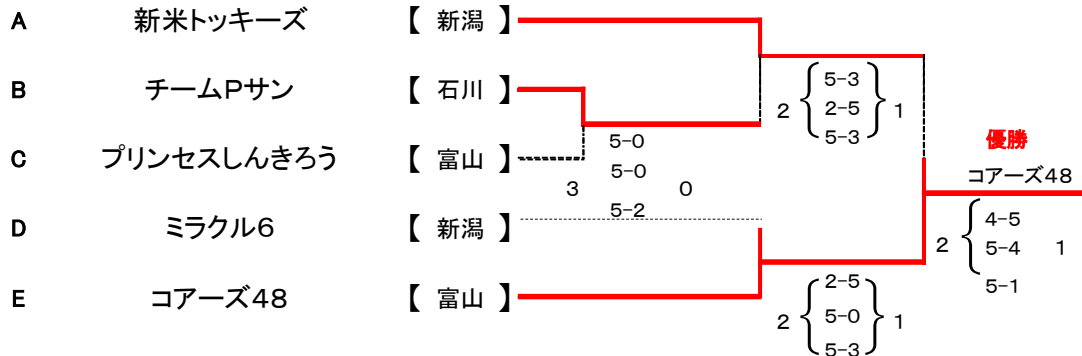 A 新米トッキーズ 【 新潟 】
B チームPサン 【 石川 】
C プリンセスしんきろう 【 富山 】
D ミラクル6 【 新潟 】
E コアーズ48 【 富山 】
5-0
5-0
3 0
5-2
5-3
2 { 2-5 } 1
5-3
2-5
2 { 5-0 } 1
5-3
優勝
コアーズ48
4-5
2 { 5-4 1
5-1